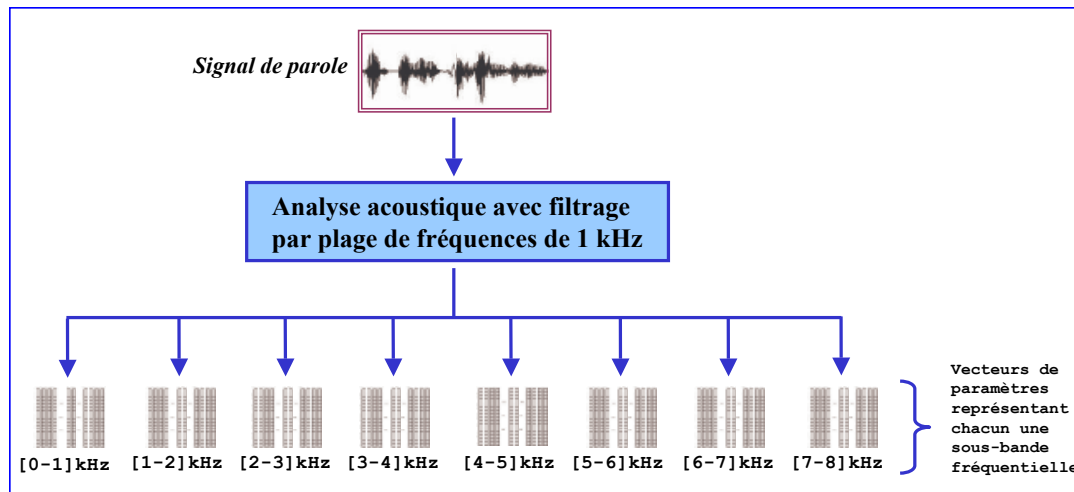 Signal de parole
Analyse acoustique avec filtrage
par plage de fréquences de 1 kHz
[0-1]kHz [1-2]kHz [2-3]kHz [3-4]kHz [4-5]kHz [5-6]kHz [6-7]kHz [7-8]kHz
Vecteurs de
paramètres
représentant
chacun une
sous-bande
fréquentielle